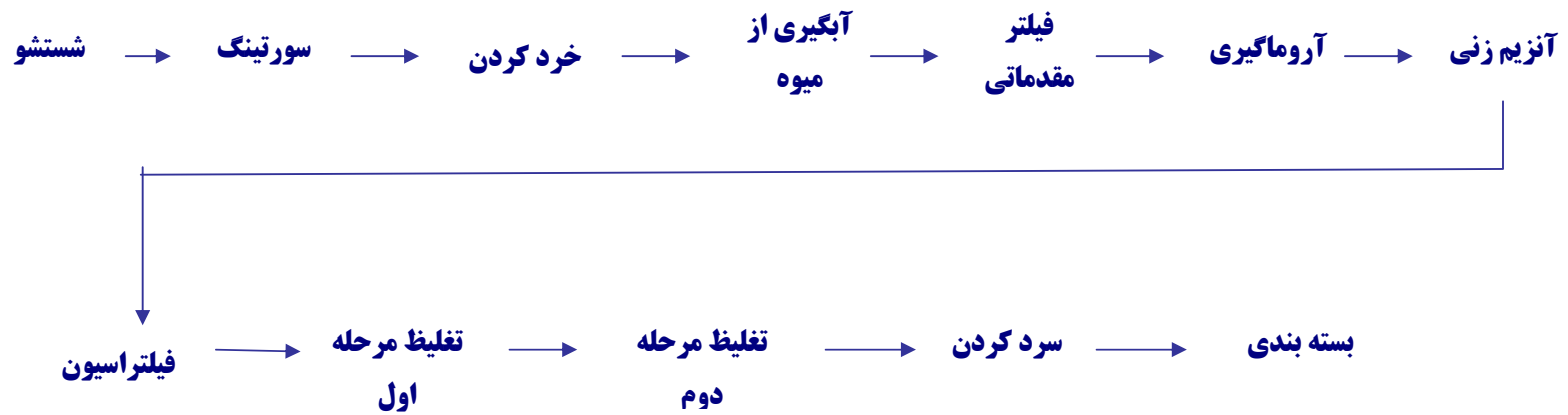 شستشو
سورتینگ
خرد کردن
آبگیری از
میوه
فیلتر
مقدماتی
آروماگیری
آنزیم زنی
فیلتراسیون
تغلیظ مرحله
اول
تغلیظ مرحله
دوم
سرد کردن
بسته بندی